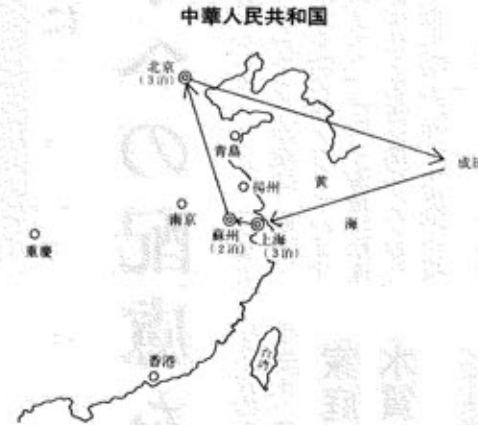 中華人民共和国
北京
(3泊)
青島
成田
黄
揚州
南京
海
蘇州
(2泊)
上海
(3泊)
重慶
台湾
香港